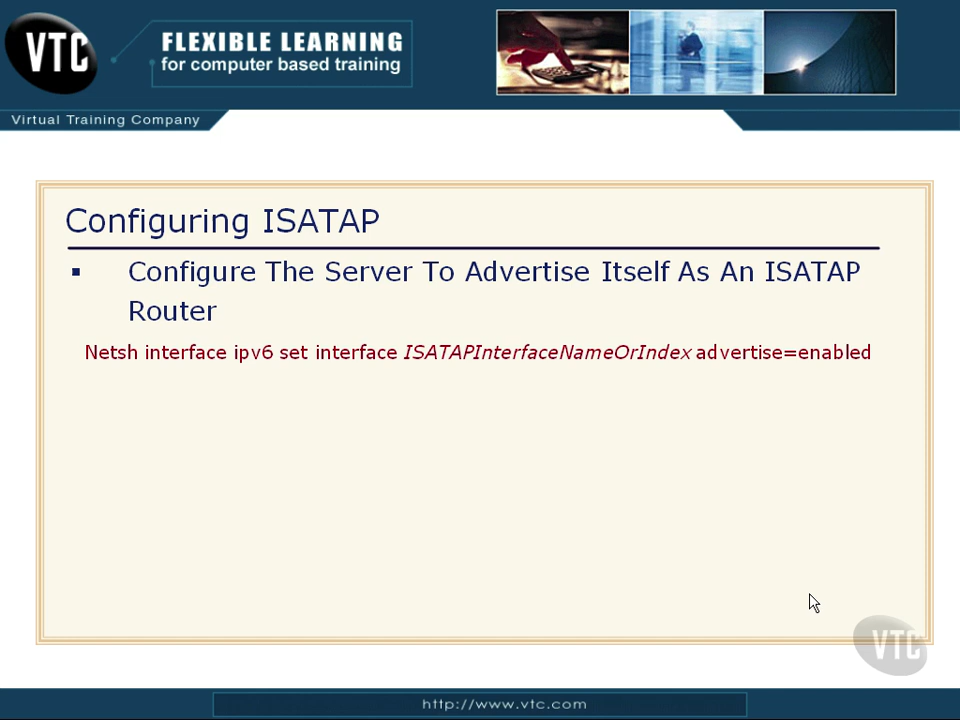 VTC
FLEXIBLE LEARNING
for computer based training
Virtual Training Company
Configuring ISATAP
▪ Configure The Server To Advertise Itself As An ISATAP
Router
Netsh interface ipv6 set interface ISATAPInterfaceNameOrIndex advertise=enabled
VTC
http://www.vtc.com